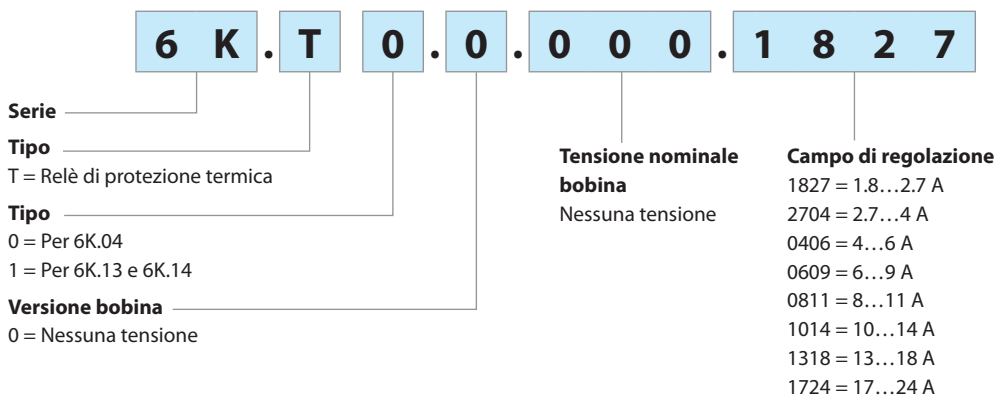 6 K . T 0 . 0 . 0 0 0 . 1 8 2 7
Serie
Tipo
T = Relè di protezione termica
Tipo
0 = Per 6K.04
1 = Per 6K.13 e 6K.14
Versione bobina
0 = Nessuna tensione
Tensione nominale
bobina
Nessuna tensione
Campo di regolazione
1827 = 1.8…2.7 A
2704 = 2.7…4 A
0406 = 4…6 A
0609 = 6…9 A
0811 = 8…11 A
1014 = 10…14 A
1318 = 13…18 A
1724 = 17…24 A